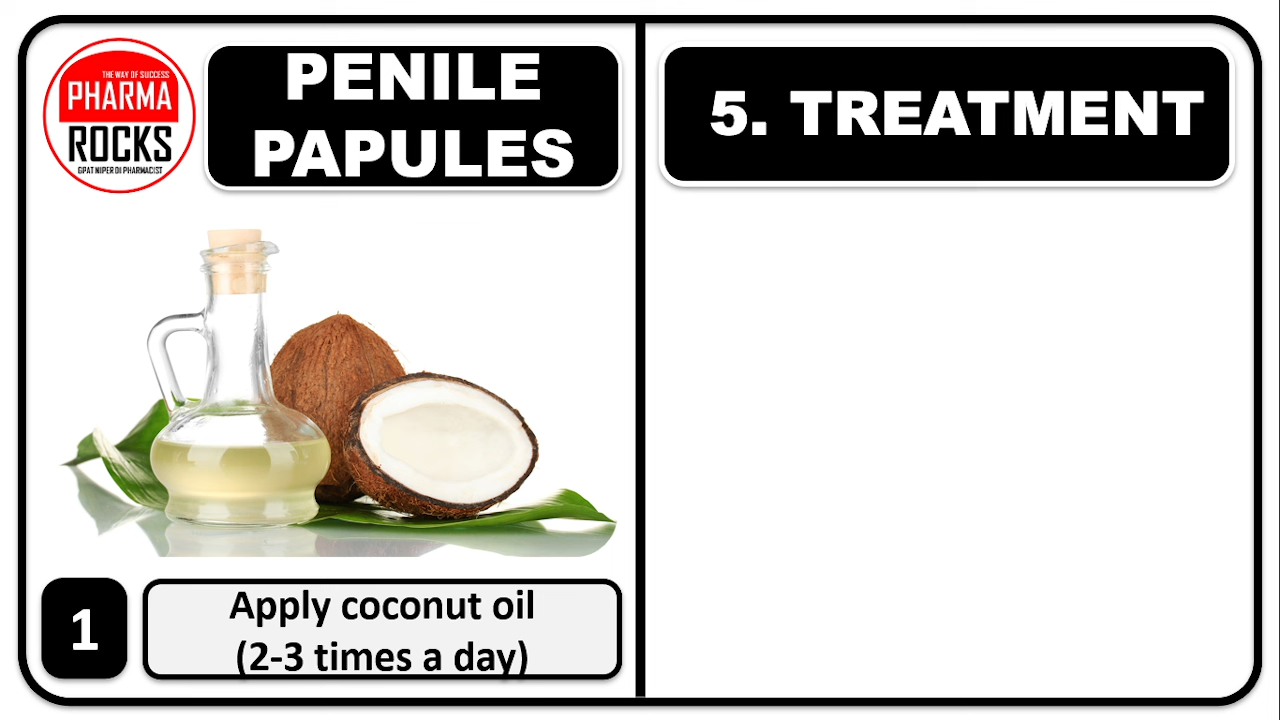 THE WAY OF SUCCESS
PHARMA
ROCKS
GPAT NIPER DI PHARMACIST
PENILE
PAPULES
5. TREATMENT
1
Apply coconut oil
(2-3 times a day)